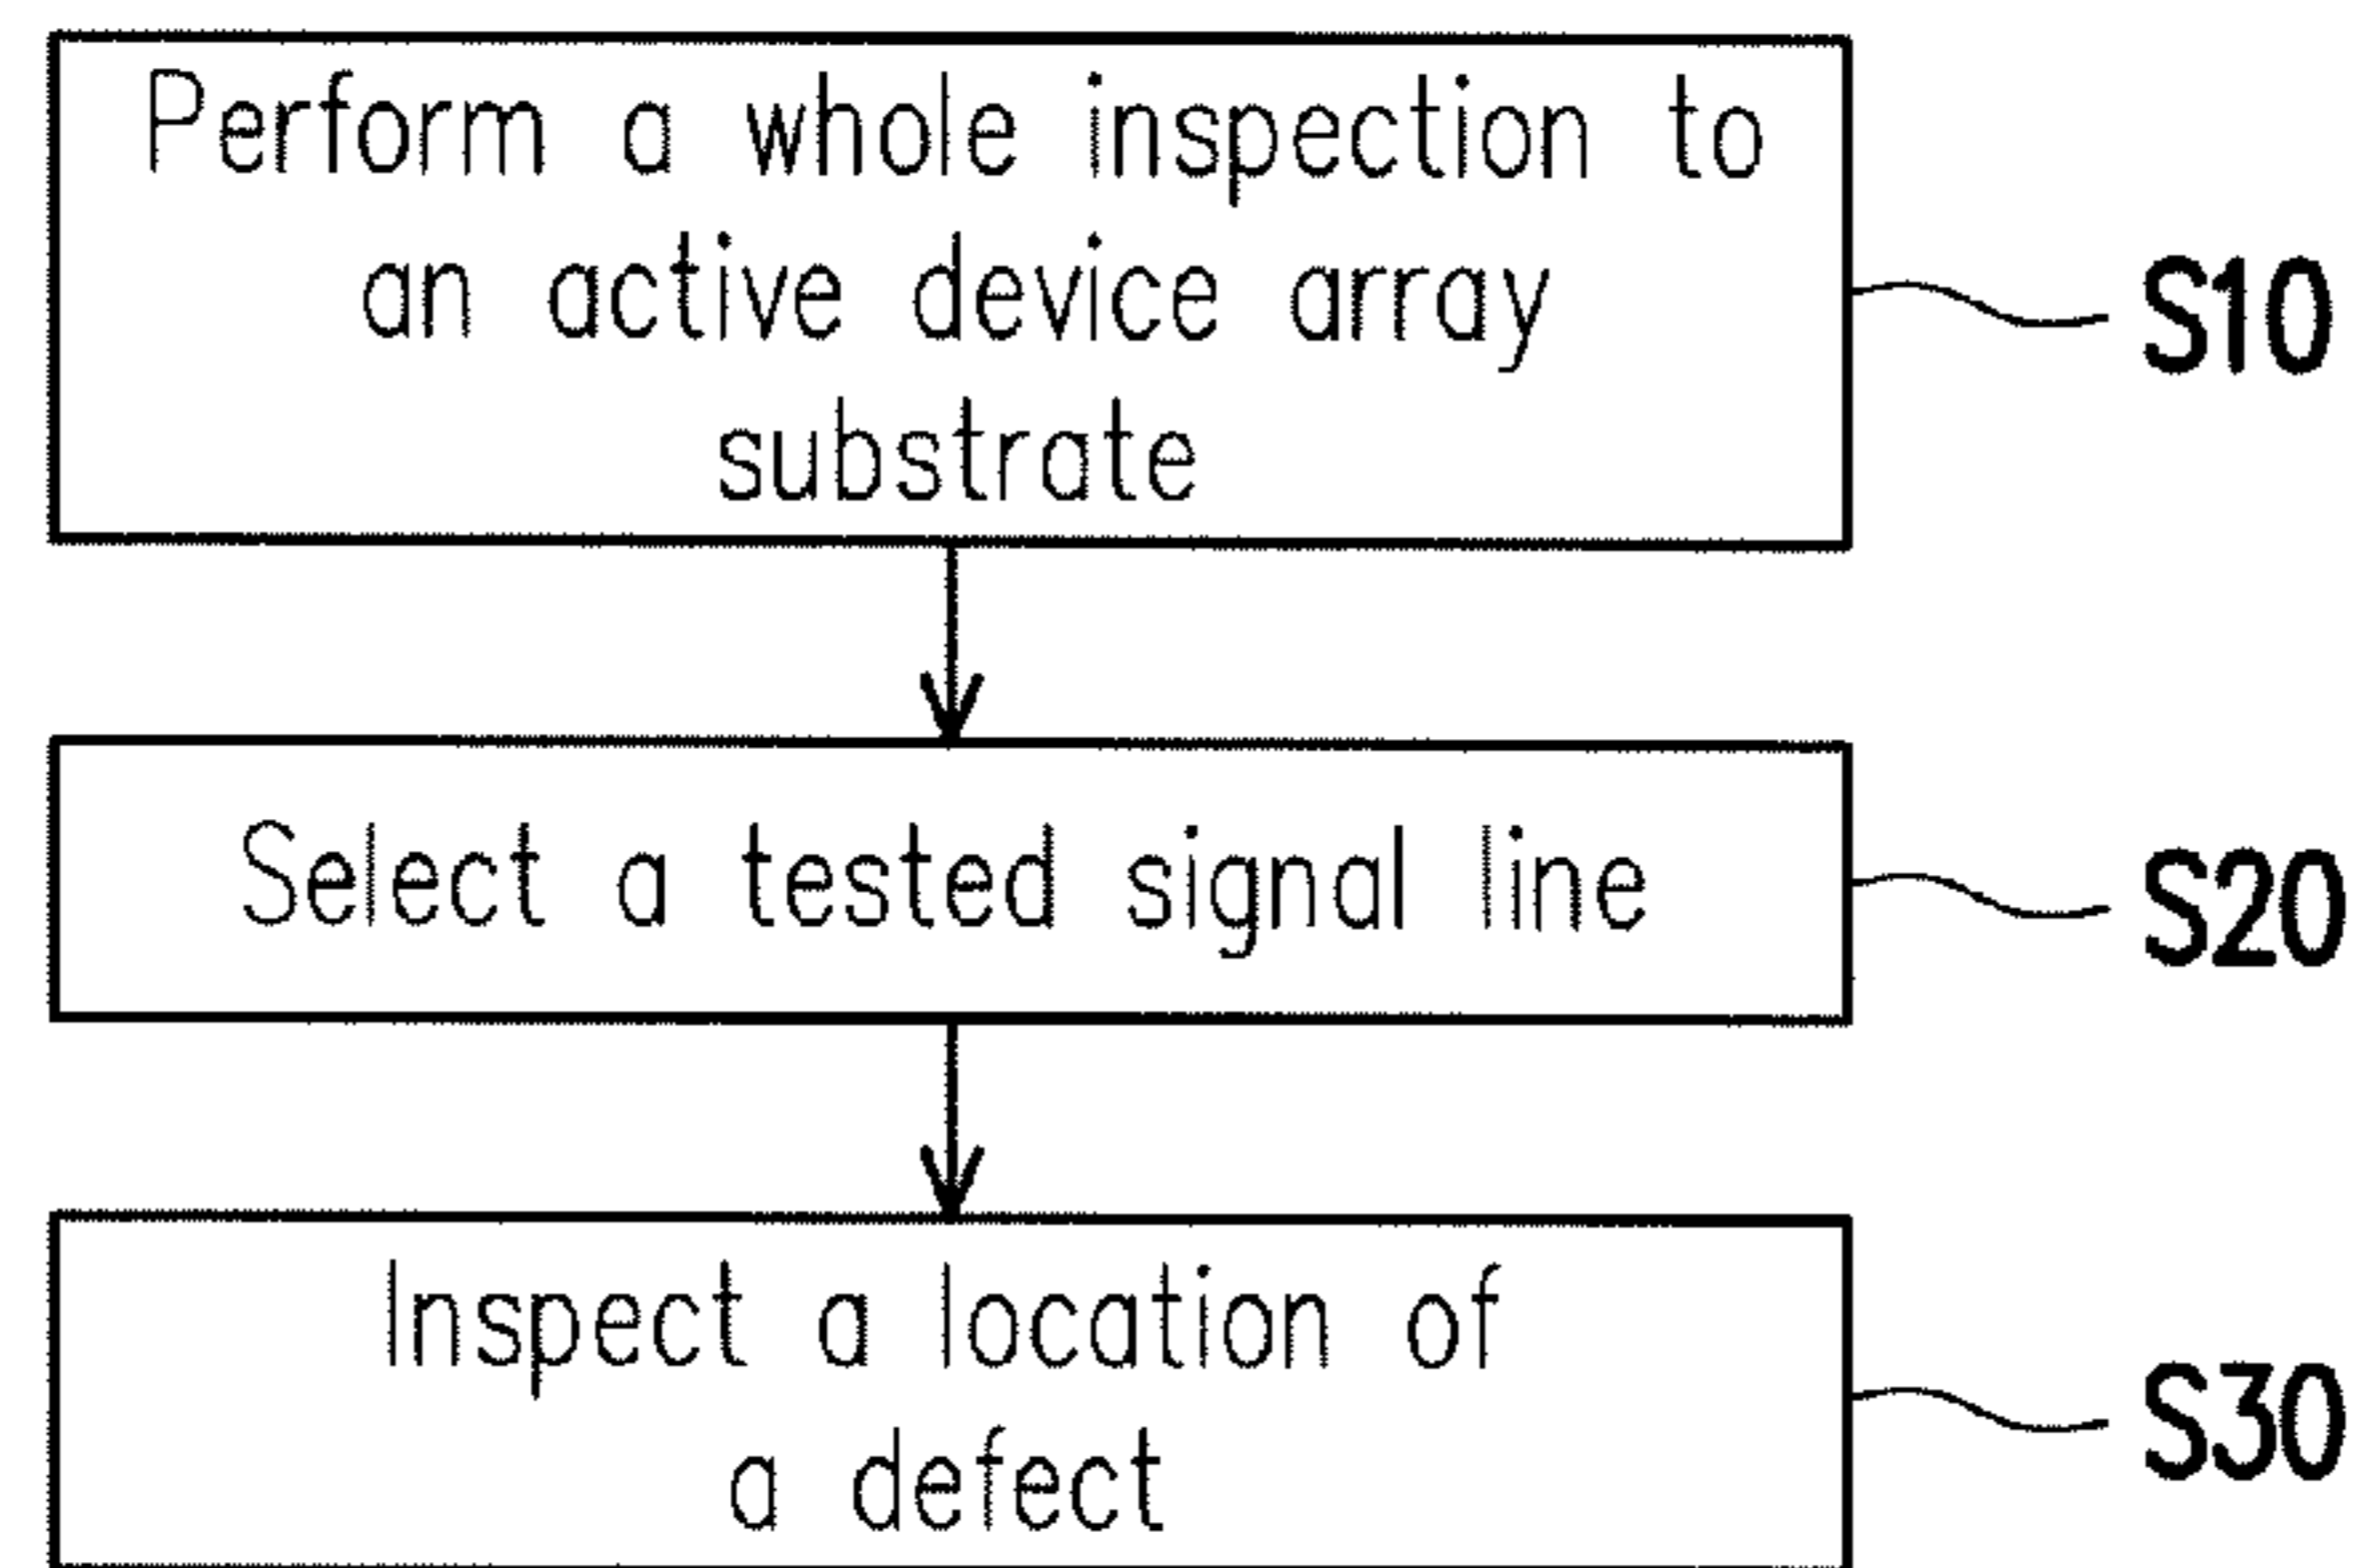 Perform a whole inspection to
an active device array
substrate
S10
Select a tested signal line
S20
Inspect a location of
a defect
S30